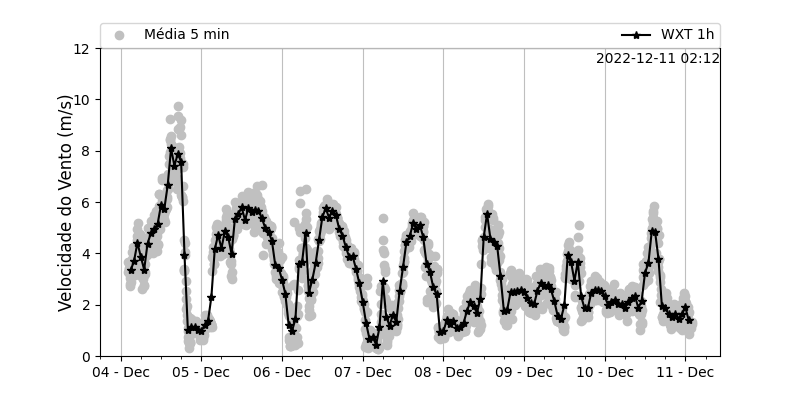 Média 5 min
WXT 1h
2022-12-11 02:12
Velocidade do Vento (m/s)
12
10
8
6
4
2
0
04 - Dec
05 - Dec
06 - Dec
07 - Dec
08 - Dec
09 - Dec
10 - Dec
11 - Dec